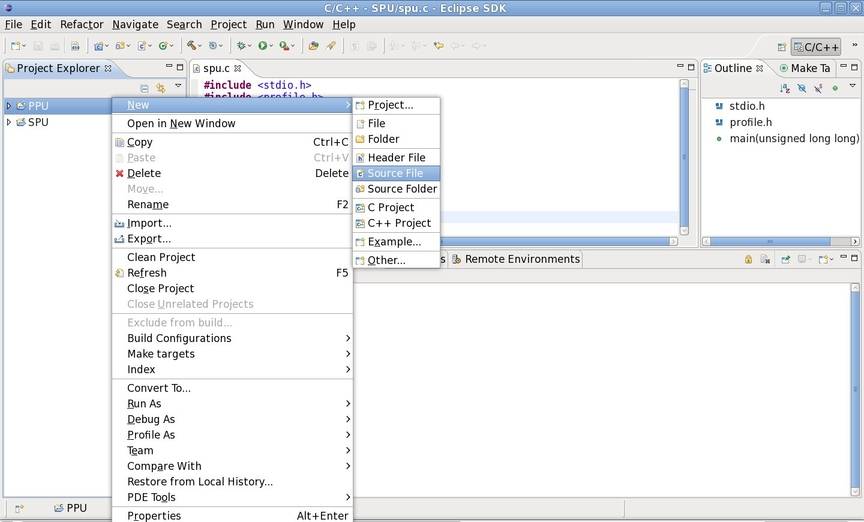 C/C++ - SPU/spu.c - Eclipse SDK
File Edit Refactor Navigate Search Project Run Window Help
C/C++
Project Explorer
spu.c
Outline
Make Ta
#include <stdio.h>
#include <profile.h>
PPU
SPU
stdio.h
profile.h
main(unsigned long long)
New
Open in New Window
Copy Ctrl+C
Paste Ctrl+V
Delete Delete
Move...
Rename F2
Import...
Export...
Clean Project
Refresh F5
Close Project
Close Unrelated Projects
Exclude from build...
Build Configurations
Make targets
Index
Convert To...
Run As
Debug As
Profile As
Team
Compare With
Restore from Local History...
PDE Tools
Properties Alt+Enter
Project...
File
Folder
Header File
Source File
Source Folder
C Project
C++ Project
Example...
Other...
s Remote Environments
PPU